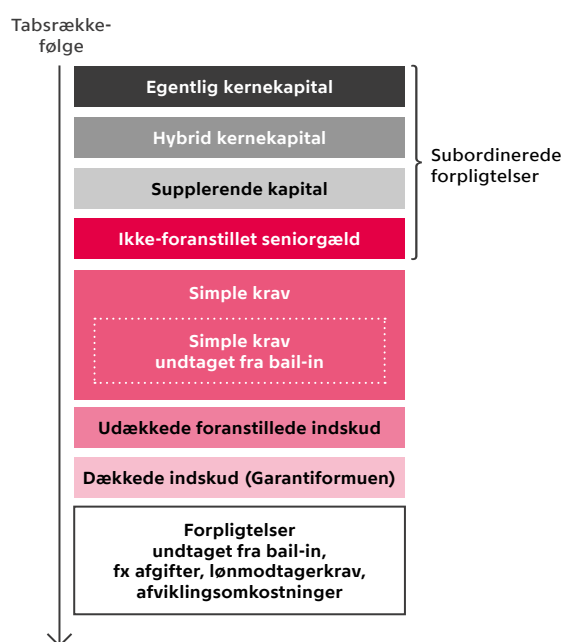 Tabsrække-
følge
Egentlig kernekapital
Hybrid kernekapital
Supplerende kapital
Ikke-foranstillet seniorgæld
Subordinerede
forpligtelser
Simple krav
Simple krav
undtaget fra bail-in
Udækkede foranstillede indskud
Dækkede indskud (Garantiformuen)
Forpligtelser
undtaget fra bail-in,
fx afgifter, lønmodtagerkrav,
afviklingsomkostninger